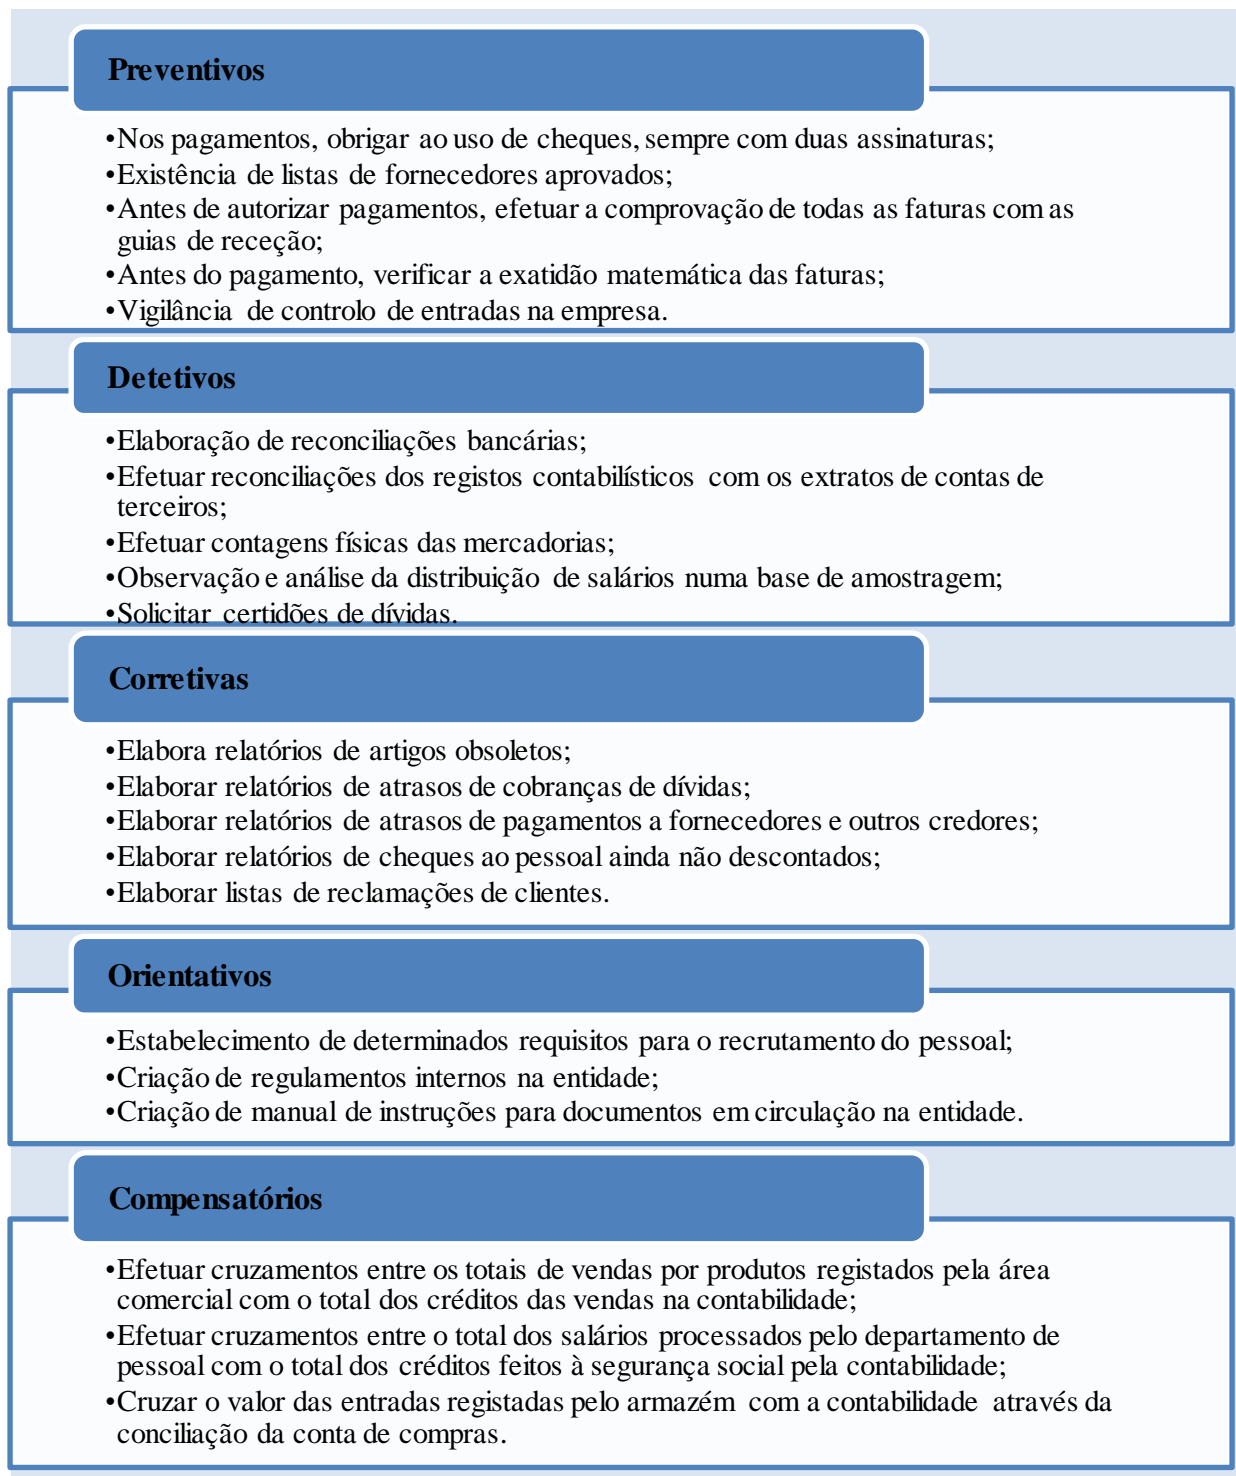 Preventivos
•Nos pagamentos, obrigar ao uso de cheques, sempre com duas assinaturas;
•Existência de listas de fornecedores aprovados;
•Antes de autorizar pagamentos, efetuar a comprovação de todas as faturas com as
guias de receção;
•Antes do pagamento, verificar a exatidão matemática das faturas;
•Vigilância de controlo de entradas na empresa.
Detetivos
•Elaboração de reconciliações bancárias;
•Efetuar reconciliações dos registos contabilísticos com os extratos de contas de
terceiros;
•Efetuar contagens físicas das mercadorias;
•Observação e análise da distribuição de salários numa base de amostragem;
•Solicitar certidões de dívidas.
Corretivas
•Elabora relatórios de artigos obsoletos;
•Elaborar relatórios de atrasos de cobranças de dívidas;
•Elaborar relatórios de atrasos de pagamentos a fornecedores e outros credores;
•Elaborar relatórios de cheques ao pessoal ainda não descontados;
•Elaborar listas de reclamações de clientes.
Orientativos
•Estabelecimento de determinados requisitos para o recrutamento do pessoal;
•Criação de regulamentos internos na entidade;
•Criação de manual de instruções para documentos em circulação na entidade.
Compensatórios
•Efetuar cruzamentos entre os totais de vendas por produtos registados pela área
comercial com o total dos créditos das vendas na contabilidade;
•Efetuar cruzamentos entre o total dos salários processados pelo departamento de
pessoal com o total dos créditos feitos à segurança social pela contabilidade;
•Cruzar o valor das entradas registadas pelo armazém com a contabilidade através da
conciliação da conta de compras.